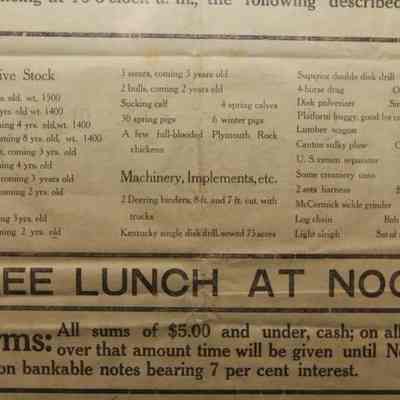 at 10 o'clock a. m., the following described
ive Stock
rs. old, wt. 1500
yrs. old wt. 1400
ning 4 yrs. old, wt. 1400
ming 8 yrs. old, wt. 1400
t, coming 3 yrs. old
ming 4 yrs. old
coming 3 years old
coming 2 yrs. old
ing 3 yrs. old
ning 2 yrs. old
3 steers, coming 3 years old
2 bulls, coming 2 years old
Sucking calf 4 spring calves
30 spring pigs 6 winter pigs
A few full-blooded Plymouth Rock
chickens
Machinery, Implements, etc.
2 Deering binders, 8 ft. and 7 ft. cut, with
trucks
Kentucky single disk drill, sowed 75 acres
Superior double disk drill
4-horse drag
Disk pulverizer
Platform buggy, good for
Lumber wagon
Canton sulky plow
U. S. cream separator
Some creamery cans
2 sets harness
McCormick sickle grinder
Log chain Bob
Light sleigh Set of
EE LUNCH AT NOO
rms: All sums of $5.00 and under, cash; on all
over that amount time will be given until N
on bankable notes bearing 7 per cent interest.